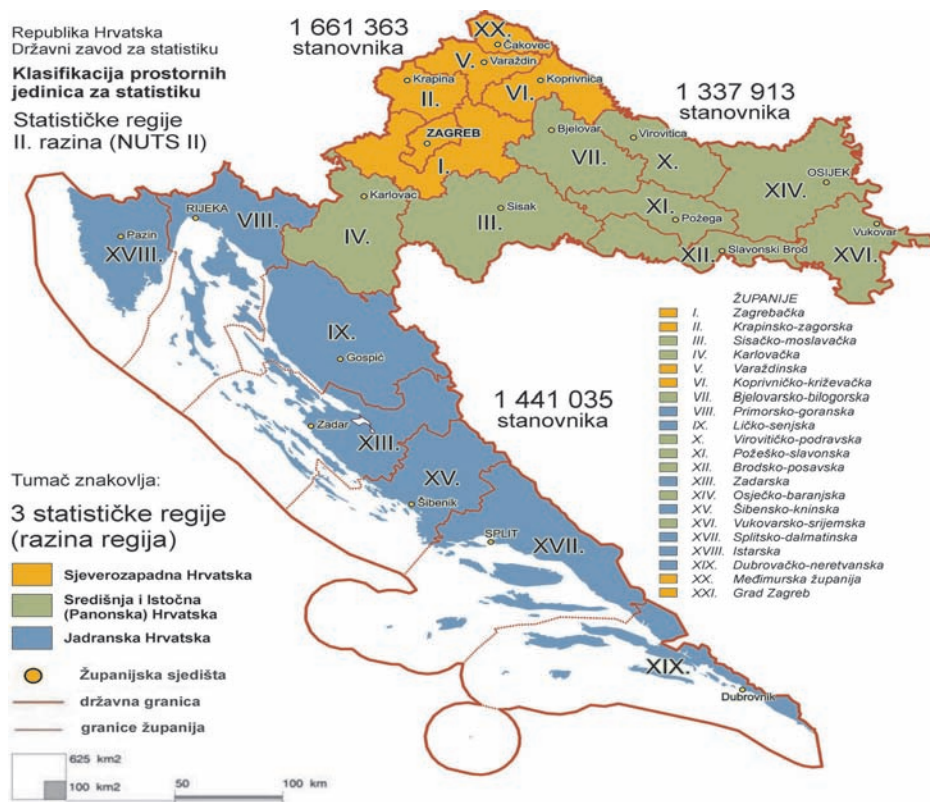 Republika Hrvatska
Državni zavod za statistiku
Klasifikacija prostornih
jedinica za statistiku
Statističke regije
II. razina (NUTS II)
1 661 363
stanovnika
1 337 913
stanovnika
1 441 035
stanovnika
XX.
Čakovec
V.
Varaždin
Krapina
II.
VI.
Koprivnica
ZAGREB
I.
Bjelovar
VII.
Virovitica
X.
XIV.
OSIJEK
XI.
Požega
Vukovar
XVI.
XII.
Slavonski Brod
Karlovac
IV.
III.
Sisak
RIJEKA
VIII.
Pazin
XVIII.
IX.
Gospić
Zadar
XIII.
XV.
Šibenik
SPLIT
XVII.
XIX.
Dubrovnik
ŽUPANIJE
I. Zagrebačka
II. Krapinsko-zagorska
III. Sisačko-moslavačka
IV. Karlovačka
V. Varaždinska
VI. Koprivničko-križevačka
VII. Bjelovarsko-bilogorska
VIII. Primorsko-goranska
IX. Ličko-senjska
X. Virovitičko-podravska
XI. Požeško-slavonska
XII. Brodsko-posavska
XIII. Zadarska
XIV. Osječko-baranjska
XV. Šibensko-kninska
XVI. Vukovarsko-srijemska
XVII. Splitsko-dalmatinska
XVIII. Istarska
XIX. Dubrovačko-neretvanska
XX. Međimurska županija
XXI. Grad Zagreb
Tumač znakovlja:
3 statističke regije
(razina regija)
Sjeverozapadna Hrvatska
Središnja i Istočna
(Panonska) Hrvatska
Jadranska Hrvatska
Županijska sjedišta
državna granica
granice županija
625 km2
100 km2
50
100 km